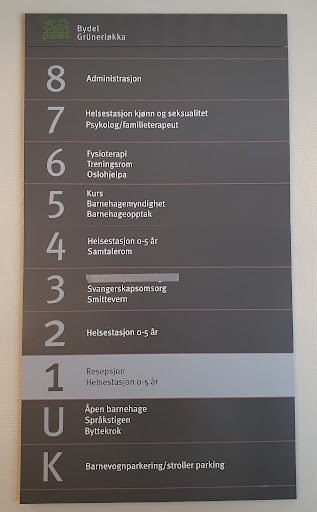 Bydel
Grünerløkka
8
Administrasjon
7
Helsestasjon kjønn og seksualitet
Psykolog/familieterapeut
6
Fysioterapi
Treningsrom
Oslohjelpa
5
Kurs
Barnehagemyndighet
Barnehageopptak
4
Helsestasjon 0-5 år
Samtalerom
3
Svangerskapsomsorg
Smittevern
2
Helsestasjon 0-5 år
1
Resepsjon
Helsestasjon 0-5 år
U
Åpen barnehage
Språkstigen
Byttekrok
K
Barnevognparkering/stroller parking